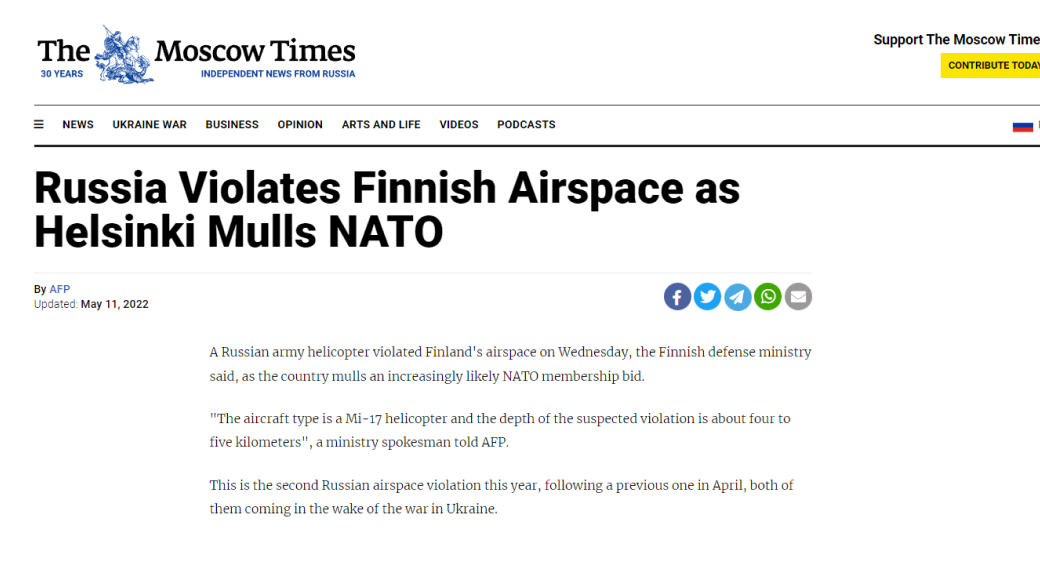 The Moscow Times
30 YEARS INDEPENDENT NEWS FROM RUSSIA
Support The Moscow Time
CONTRIBUTE TODAY
NEWS UKRAINE WAR BUSINESS OPINION ARTS AND LIFE VIDEOS PODCASTS
Russia Violates Finnish Airspace as
Helsinki Mulls NATO
By AFP
Updated: May 11, 2022
A Russian army helicopter violated Finland's airspace on Wednesday, the Finnish defense ministry
said, as the country mulls an increasingly likely NATO membership bid.
"The aircraft type is a Mi-17 helicopter and the depth of the suspected violation is about four to
five kilometers", a ministry spokesman told AFP.
This is the second Russian airspace violation this year, following a previous one in April, both of
them coming in the wake of the war in Ukraine.